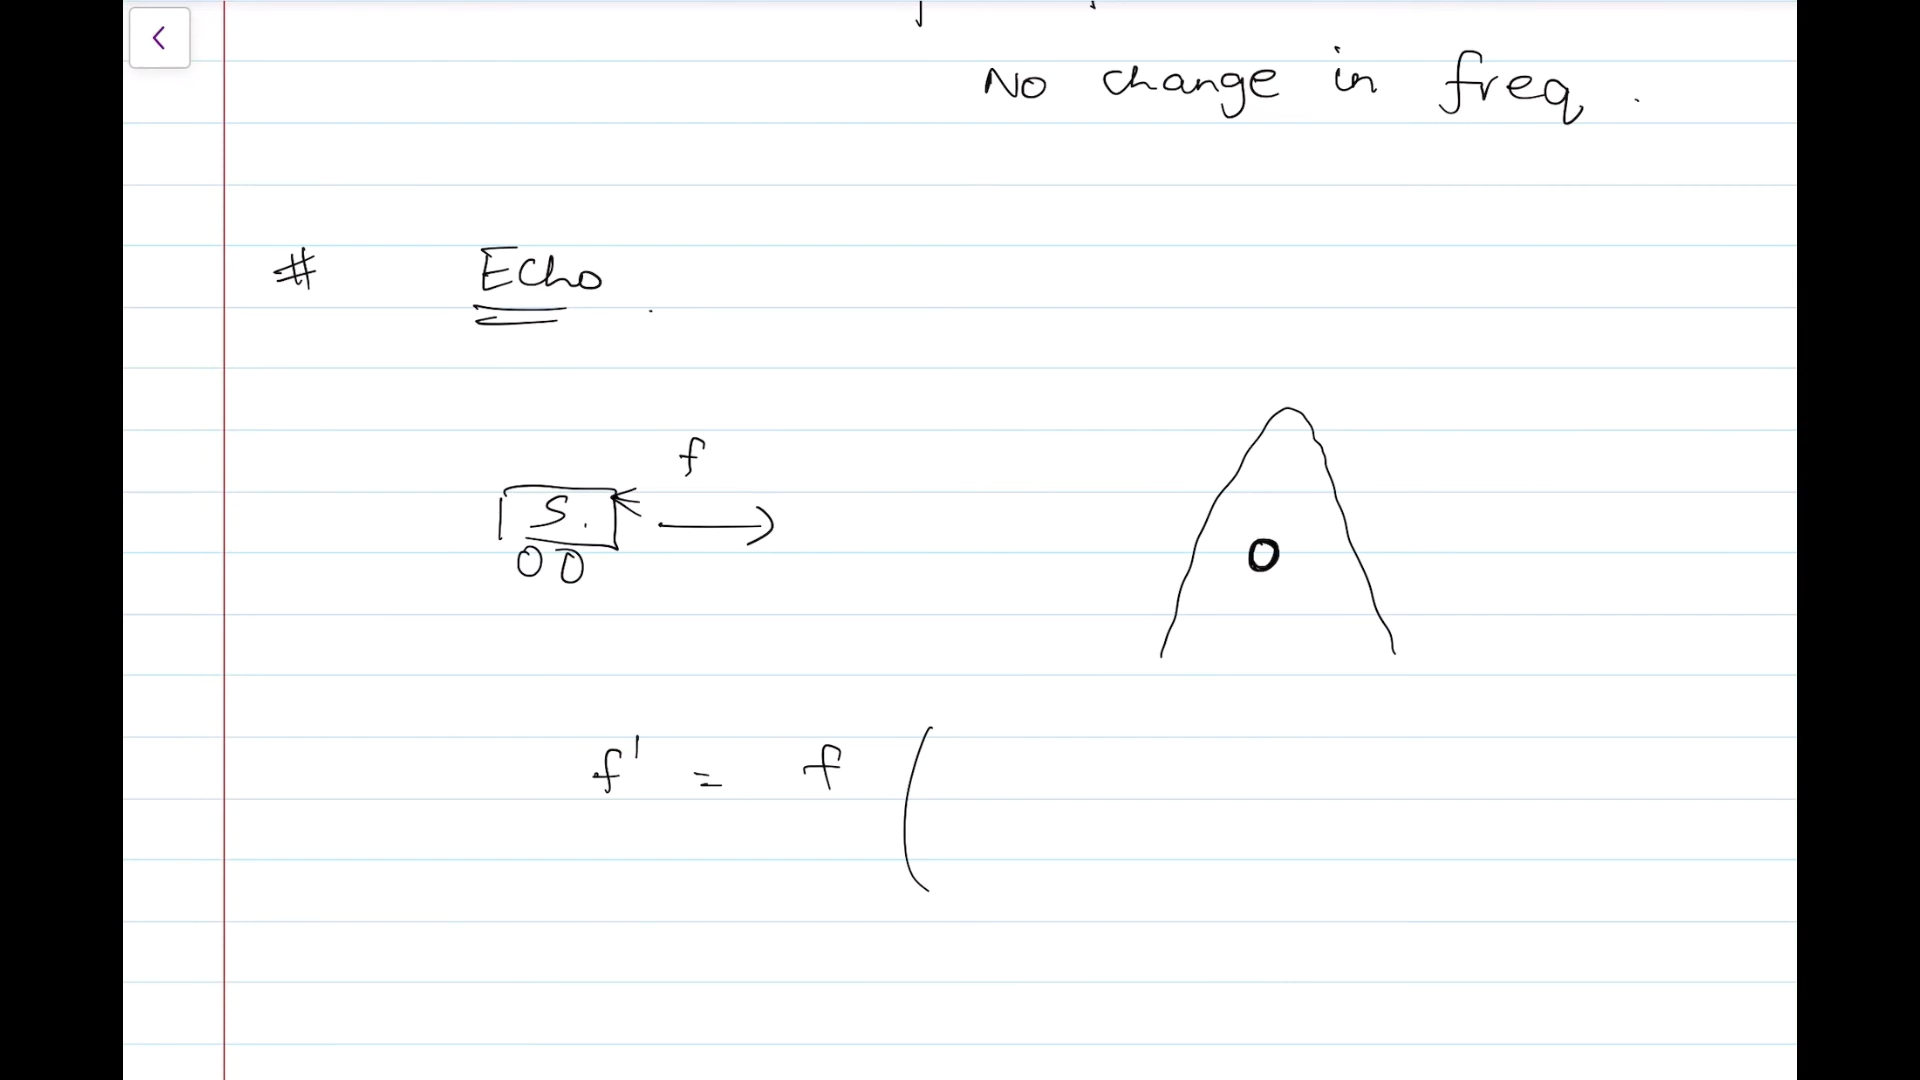 No change in freq.
# Echo
f
S.
O
f' = f (